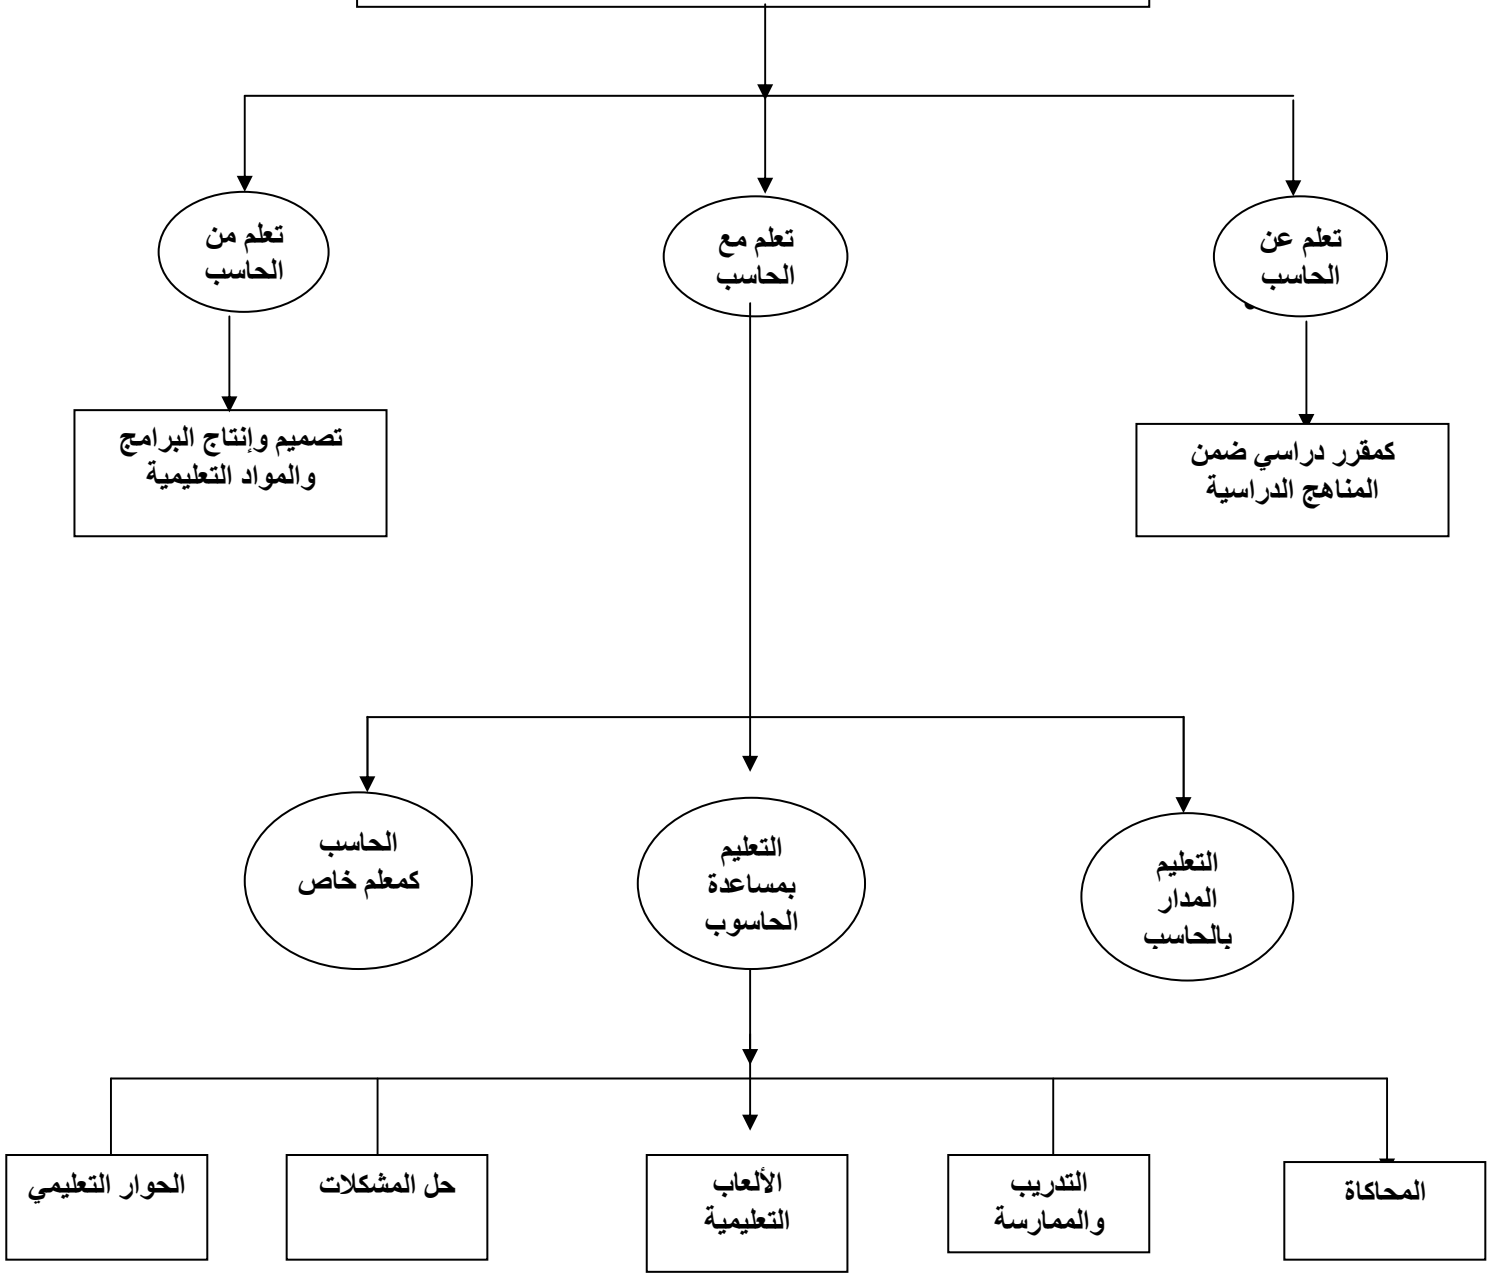 تعلم عن
الحاسب
تعلم مع
الحاسب
تعلم من
الحاسب
كمقرر دراسي ضمن
المناهج الدراسية
تصميم وإنتاج البرامج
والمواد التعليمية
التعليم
المدار
بالحاسب
التعليم
بمساعدة
الحاسوب
الحاسب
كمعلم خاص
المحاكاة
التدريب
والممارسة
الألعاب
التعليمية
حل المشكلات
الحوار التعليمي